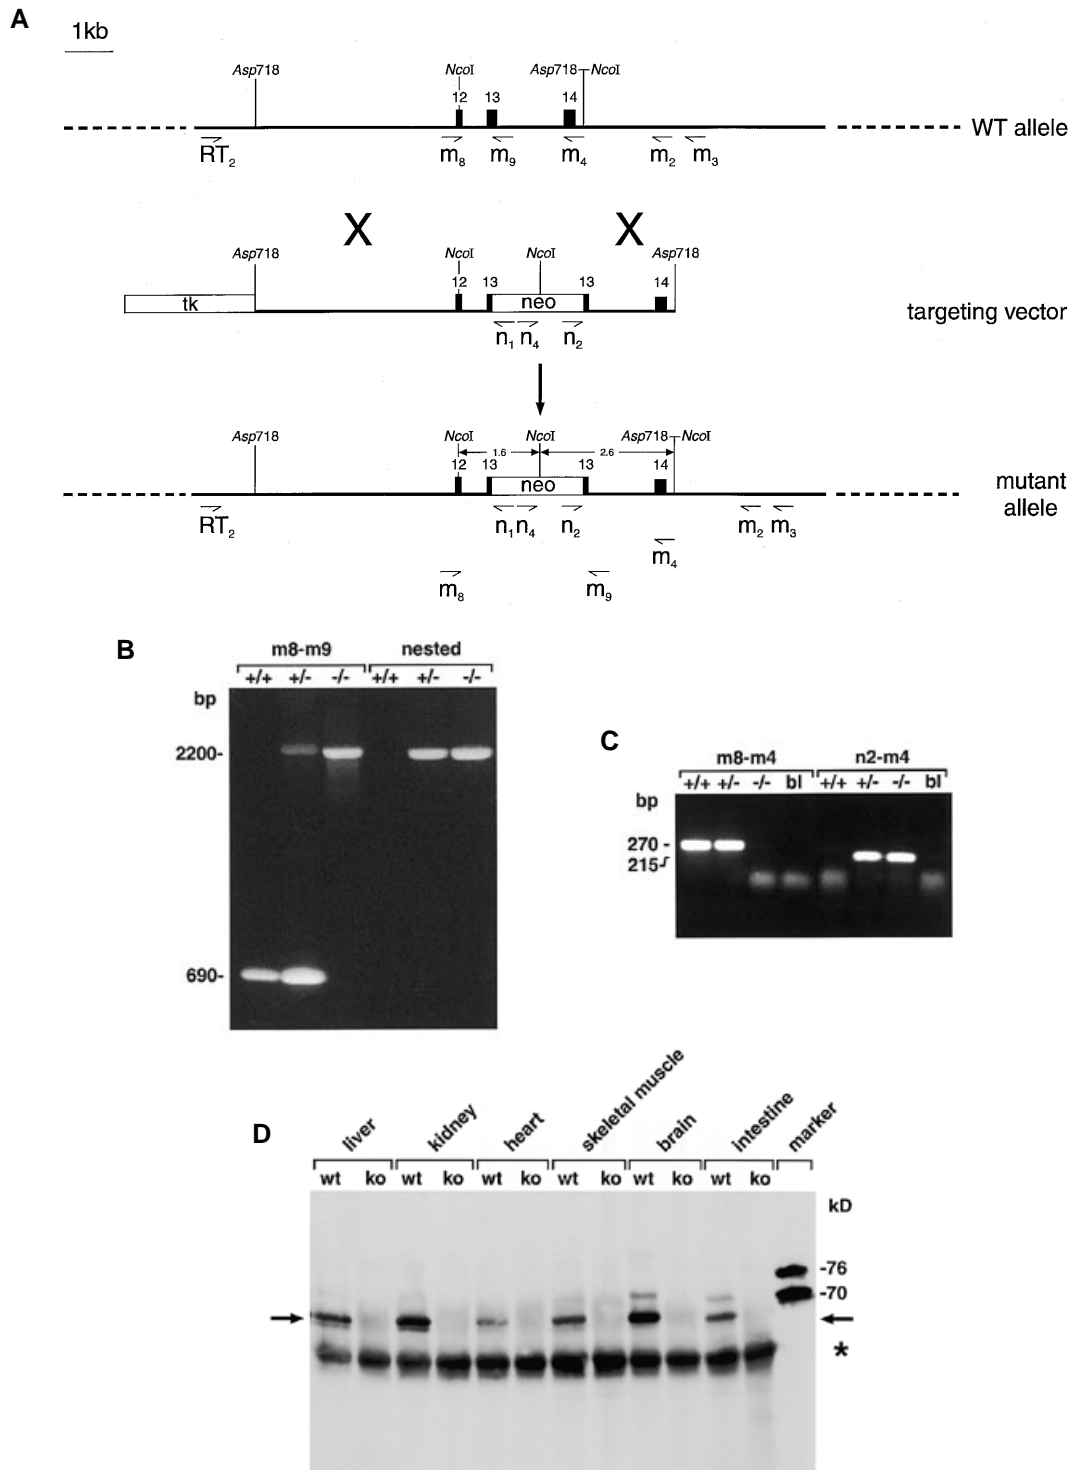 A
1kb
Asp718 NcoI Asp718 NcoI
12 13 14
WT allele
RT2 m8 m9 m4 m2 m3
X X
Asp718 NcoI NcoI Asp718
12 13 13 14
tk neo
targeting vector
n1 n4 n2
Asp718 NcoI NcoI Asp718 NcoI
1.6 2.6
12 13 13 14
neo
mutant
allele
RT2 n1 n4 n2 m2 m3
m4
m8 m9
B
m8-m9 nested
+/+ +/- -/- +/+ +/- -/-
bp
2200-
690-
C
m8-m4 n2-m4
+/+ +/- -/- bl +/+ +/- -/- bl
bp
270 -
215
D
liver kidney heart skeletal muscle brain intestine marker
wt ko wt ko wt ko wt ko wt ko wt ko
kD
-76
-70
*